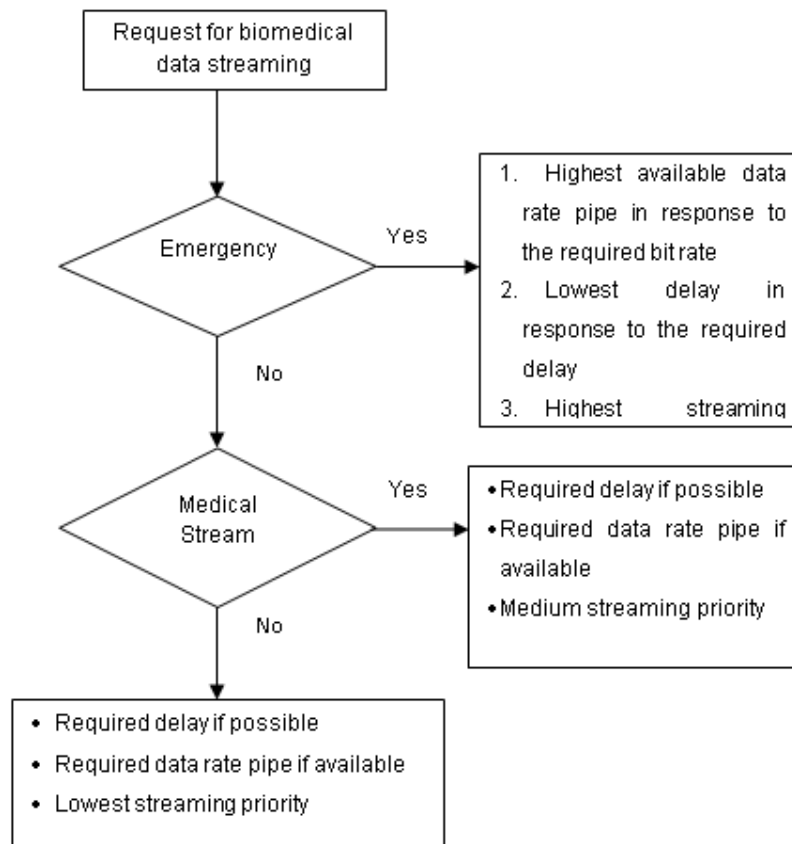 Request for biomedical
data streaming
Emergency
Yes
1. Highest available data
rate pipe in response to
the required bit rate
2. Lowest delay in
response to the required
delay
3. Highest streaming
No
Medical
Stream
Yes
•Required delay if possible
•Required data rate pipe if
available
•Medium streaming priority
No
• Required delay if possible
• Required data rate pipe if available
• Lowest streaming priority